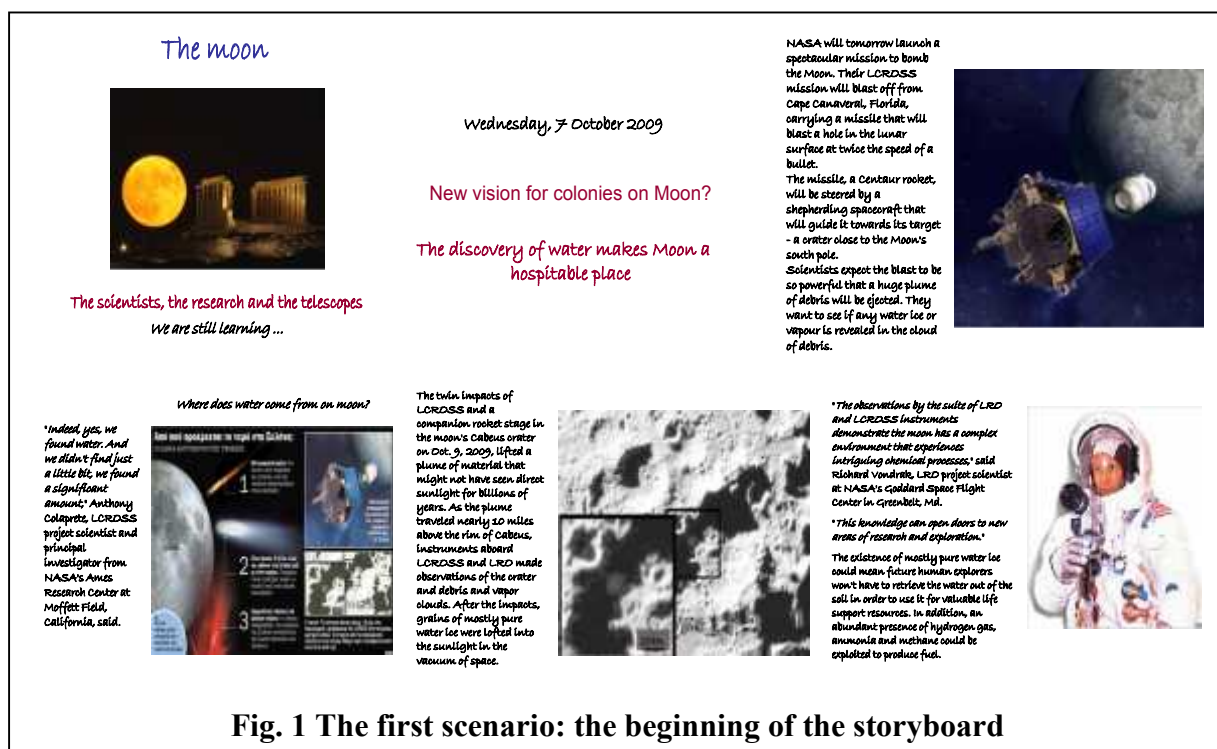 The moon
The scientists, the research and the telescopes
We are still learning ...
Wednesday, 7 October 2009
New vision for colonies on Moon?
The discovery of water makes Moon a
hospitable place
NASA will tomorrow launch a
spectacular mission to bomb
the Moon. Their LCROSS
mission will blast off from
Cape Canaveral, Florida,
carrying a missile that will
blast a hole in the lunar
surface at twice the speed of a
bullet.
The missile, a Centaur rocket,
will be steered by a
shepherding spacecraft that
will guide it towards its target
- a crater close to the Moon's
south pole.
Scientists expect the blast to be
so powerful that a huge plume
of debris will be ejected. They
want to see if any water ice or
vapour is revealed in the cloud
of debris.
Where does water come from on moon?
"Indeed, yes, we
found water. And
we didn't find just
a little bit, we found
a significant
amount," Anthony
Colaprete, LCROSS
project scientist and
principal
investigator from
NASA's Ames
Research Center at
Moffett Field,
California, said.
Από πού προέρχεται το νερό στη Σελήνη;
1
2
3
The twin impacts of
LCROSS and a
companion rocket stage in
the moon's Cabeus crater
on Oct. 9, 2009, lifted a
plume of material that
might not have seen direct
sunlight for billions of
years. As the plume
traveled nearly 10 miles
above the rim of Cabeus,
instruments aboard
LCROSS and LRO made
observations of the crater
and debris and vapor
clouds. After the impacts,
grains of mostly pure
water ice were lofted into
the sunlight in the
vacuum of space.
"The observations by the suite of LRO
and LCROSS instruments
demonstrate the moon has a complex
environment that experiences
intriguing chemical processes," said
Richard Vondrak, LRO project scientist
at NASA's Goddard Space Flight
Center in Greenbelt, Md.
"This knowledge can open doors to new
areas of research and exploration."
The existence of mostly pure water ice
could mean future human explorers
won't have to retrieve the water out of the
soil in order to use it for valuable life
support resources. In addition, an
abundant presence of hydrogen gas,
ammonia and methane could be
exploited to produce fuel.
Fig. 1 The first scenario: the beginning of the storyboard